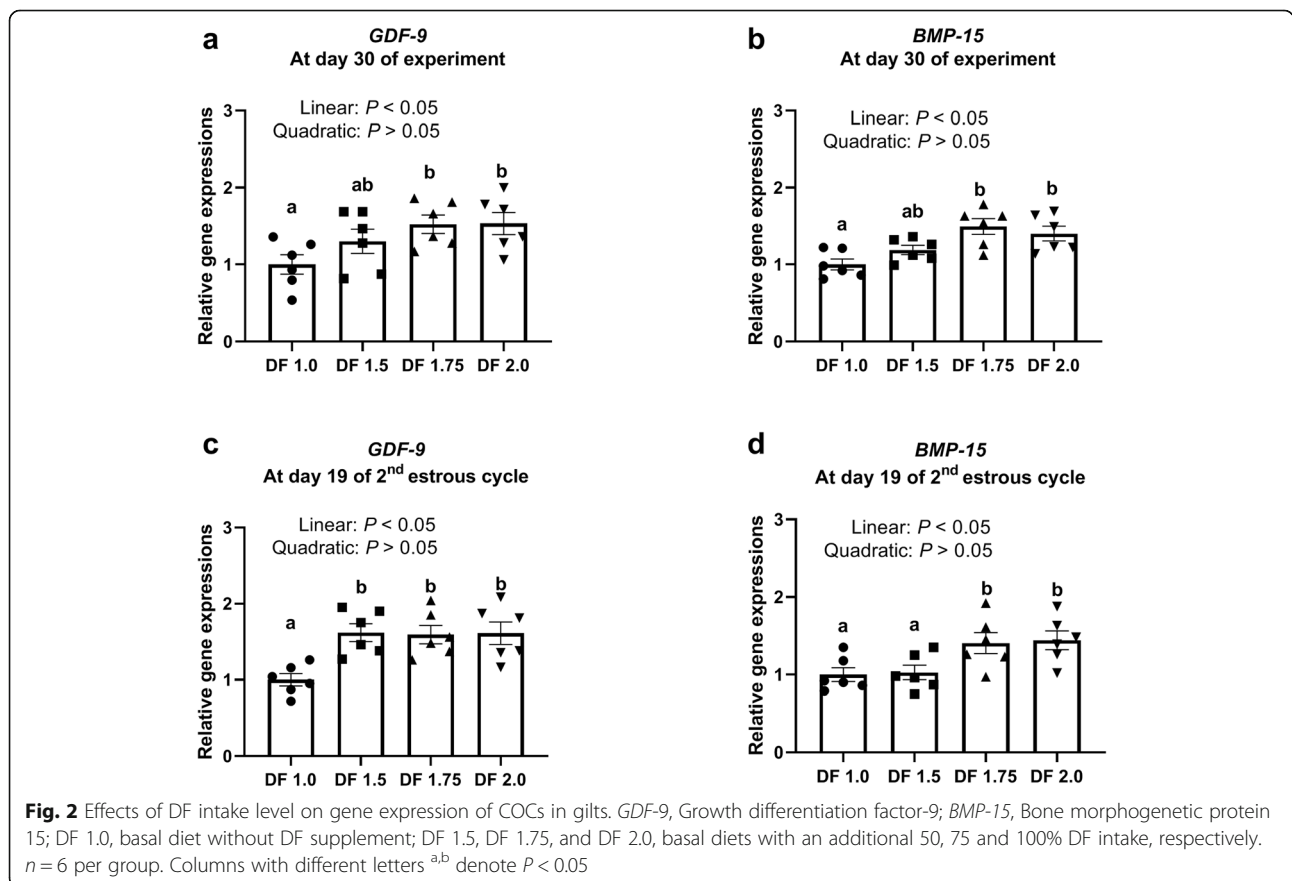 a
GDF-9
At day 30 of experiment
Linear: P < 0.05
Quadratic: P > 0.05
Relative gene expressions
3
2
1
0
a
ab
b
b
DF 1.0
DF 1.5
DF 1.75
DF 2.0
b
BMP-15
At day 30 of experiment
Linear: P < 0.05
Quadratic: P > 0.05
Relative gene expressions
3
2
1
0
a
ab
b
b
DF 1.0
DF 1.5
DF 1.75
DF 2.0
c
GDF-9
At day 19 of 2nd estrous cycle
Linear: P < 0.05
Quadratic: P > 0.05
Relative gene expressions
3
2
1
0
a
b
b
b
DF 1.0
DF 1.5
DF 1.75
DF 2.0
d
BMP-15
At day 19 of 2nd estrous cycle
Linear: P < 0.05
Quadratic: P > 0.05
Relative gene expressions
3
2
1
0
a
a
b
b
DF 1.0
DF 1.5
DF 1.75
DF 2.0
Fig. 2 Effects of DF intake level on gene expression of COCs in gilts. GDF-9, Growth differentiation factor-9; BMP-15, Bone morphogenetic protein
15; DF 1.0, basal diet without DF supplement; DF 1.5, DF 1.75, and DF 2.0, basal diets with an additional 50, 75 and 100% DF intake, respectively.
n = 6 per group. Columns with different letters a,b denote P < 0.05